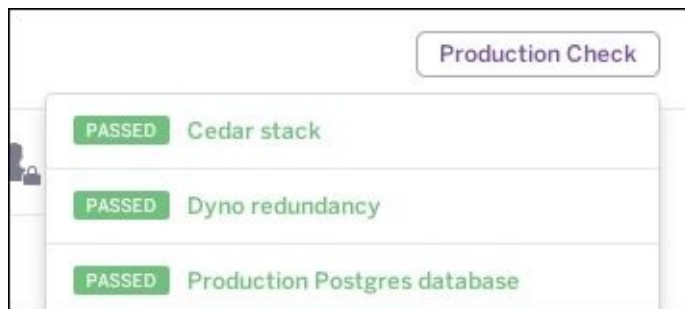 Production Check
PASSED Cedar stack
PASSED Dyno redundancy
PASSED Production Postgres database